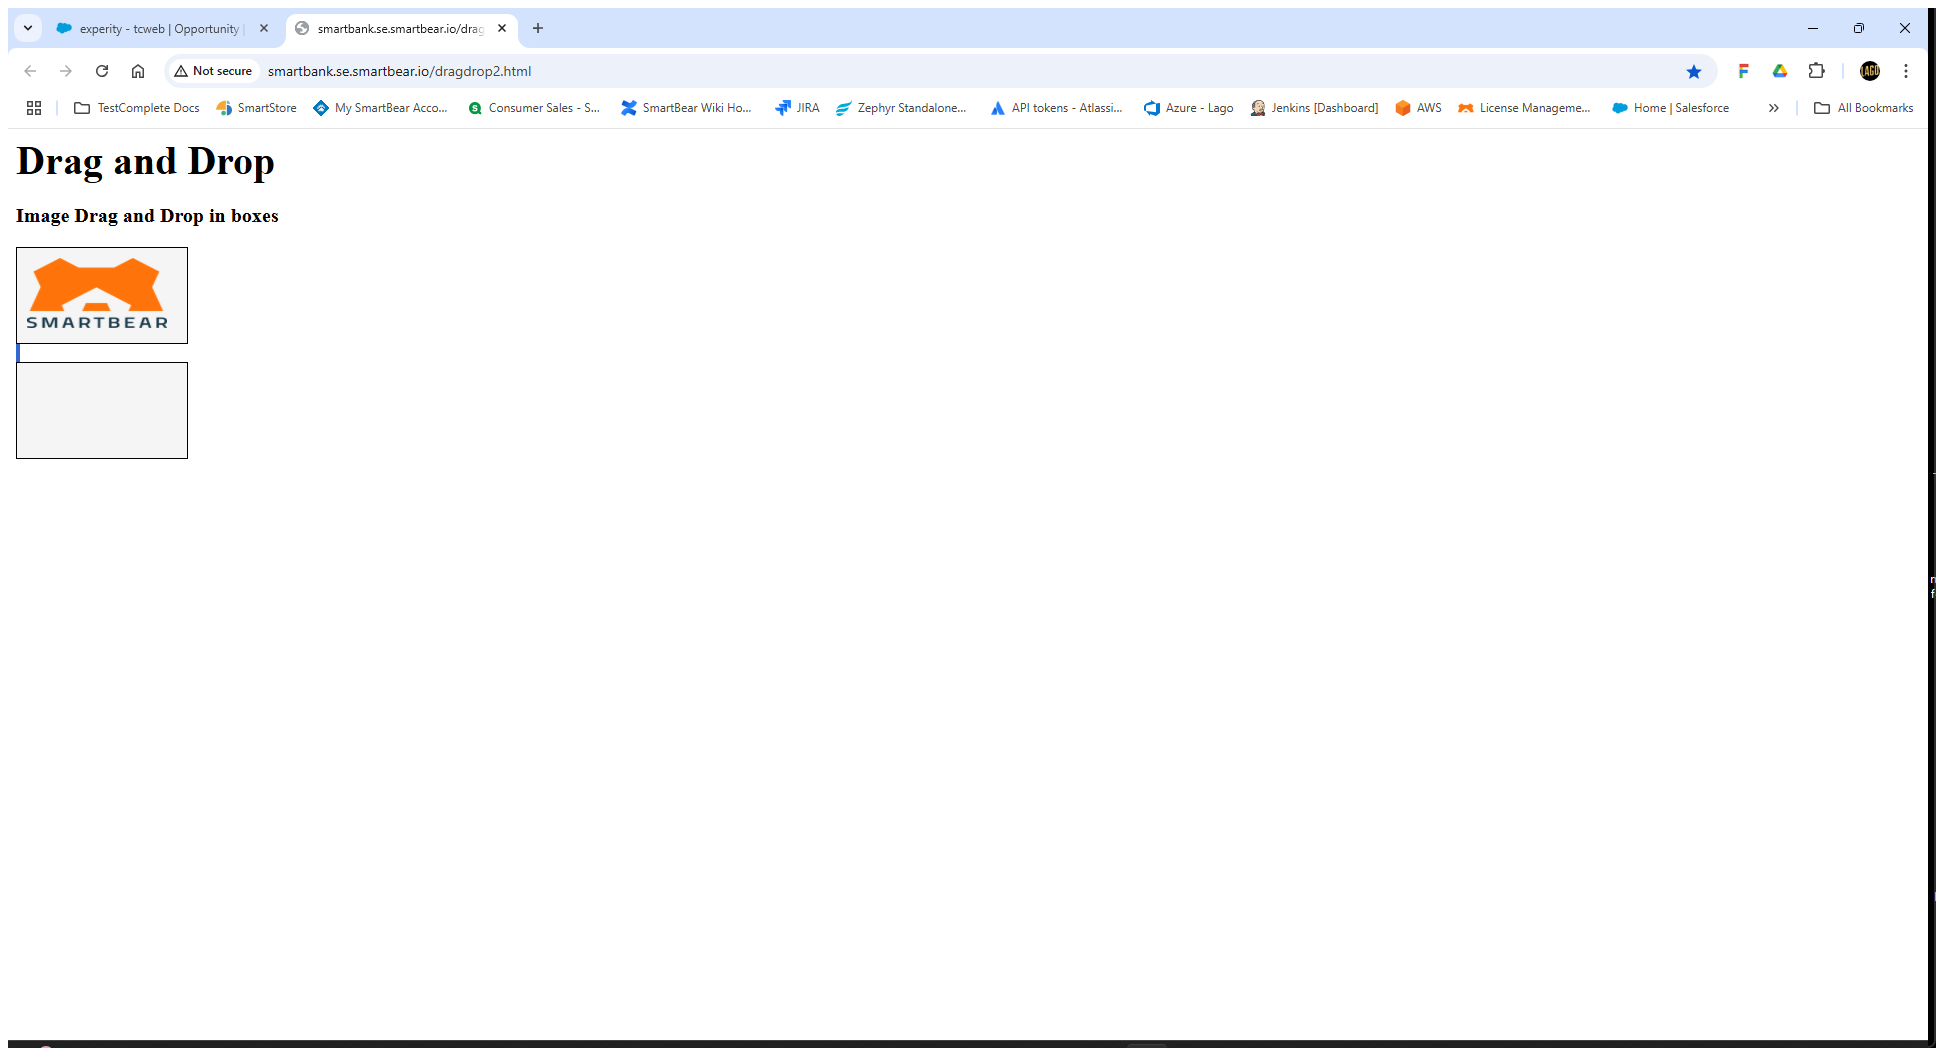 experity - tcweb | Opportunity |
smartbank.se.smartbear.io/drag
Not secure
smartbank.se.smartbear.io/dragdrop2.html
LAGO
TestComplete Docs
SmartStore
My SmartBear Acco...
Consumer Sales - S...
SmartBear Wiki Ho...
JIRA
Zephyr Standalone...
API tokens - Atlassi...
Azure - Lago
Jenkins [Dashboard]
AWS
License Manageme...
Home | Salesforce
All Bookmarks
Drag and Drop
Image Drag and Drop in boxes
SMARTBEAR